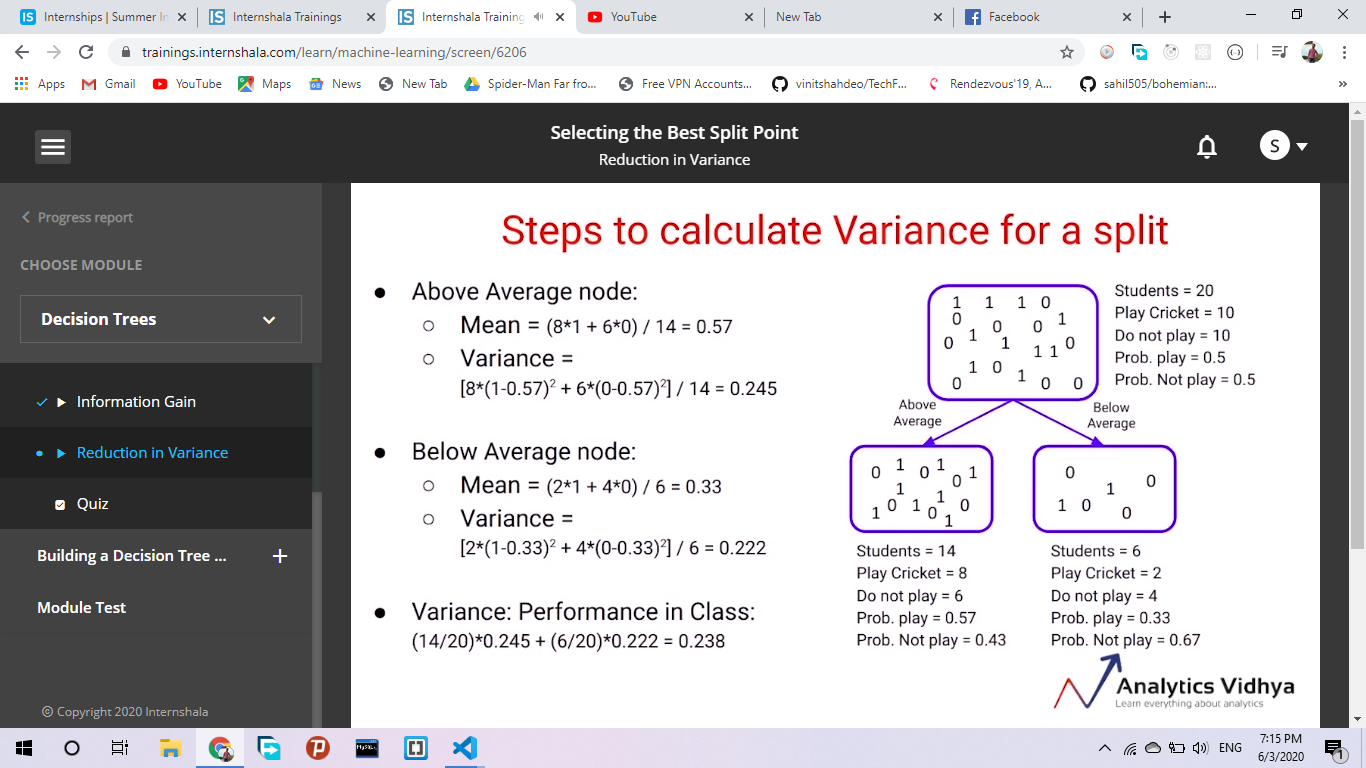 Internships | Summer In
Internshala Trainings
Internshala Training
YouTube
New Tab
Facebook
trainings.internshala.com/learn/machine-learning/screen/6206
Apps
Gmail
YouTube
Maps
News
New Tab
Spider-Man Far fro...
Free VPN Accounts...
vinitshahdeo/TechF...
Rendezvous'19, A...
sahil505/bohemian:...
»
Selecting the Best Split Point
Reduction in Variance
S
Progress report
CHOOSE MODULE
Decision Trees
Information Gain
Reduction in Variance
Quiz
Building a Decision Tree ...
Module Test
© Copyright 2020 Internshala
Steps to calculate Variance for a split
● Above Average node:
○ Mean = (8*1 + 6*0) / 14 = 0.57
○ Variance =
[8*(1-0.57)² + 6*(0-0.57)²] / 14 = 0.245
● Below Average node:
○ Mean = (2*1 + 4*0) / 6 = 0.33
○ Variance =
[2*(1-0.33)² + 4*(0-0.33)²] / 6 = 0.222
● Variance: Performance in Class:
(14/20)*0.245 + (6/20)*0.222 = 0.238
1 1 1 0
0 0 0 1
0 1 1 1 1 0
1 0 1
0 0 0
Students = 20
Play Cricket = 10
Do not play = 10
Prob. play = 0.5
Prob. Not play = 0.5
Above
Average
Below
Average
0 1 0 1 0 1
1 1
1 0 1 0 1 0
0
1 0
1 0 0
Students = 14
Play Cricket = 8
Do not play = 6
Prob. play = 0.57
Prob. Not play = 0.43
Students = 6
Play Cricket = 2
Do not play = 4
Prob. play = 0.33
Prob. Not play = 0.67
Analytics Vidhya
Learn everything about analytics
MySQL
ENG
7:15 PM
6/3/2020
1